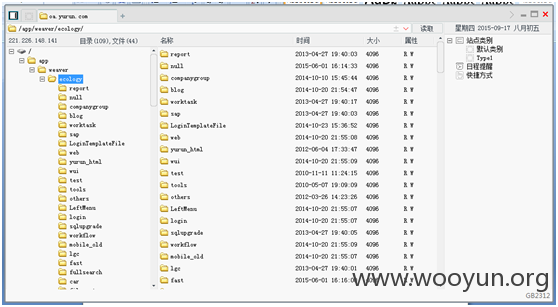 oa.yurun.com
/app/weaver/ecology/
读取
星期四 2015-09-17 八月初五
221.226.148.141 目录(109),文件(44)
名称 时间 大小 属性
/
app
weaver
ecology
report
null
companygroup
blog
worktask
sap
LoginTemplateFile
web
yurun_html
wui
test
tools
others
LeftMenu
login
sqlupgrade
workflow
mobile_old
lgc
fast
fullsearch
car
report 2013-04-27 19:40:03 4096 R W
null 2015-06-01 16:14:33 4096 R W
companygroup 2014-10-10 15:45:44 4096 R W
blog 2014-10-20 21:55:09 4096 R W
worktask 2013-04-27 19:40:17 4096 R W
sap 2013-04-27 19:40:03 4096 R W
LoginTemplateFile 2014-10-23 15:36:52 4096 R W
web 2014-10-20 21:55:08 4096 R W
yurun_html 2012-06-04 17:33:47 4096 R W
wui 2014-10-20 21:55:09 4096 R W
test 2010-11-11 11:24:15 4096 R W
tools 2010-05-07 19:09:09 4096 R W
others 2012-03-26 14:23:26 4096 R W
LeftMenu 2014-10-20 21:55:07 4096 R W
login 2014-10-20 21:55:07 4096 R W
sqlupgrade 2013-04-27 19:40:05 4096 R W
workflow 2014-10-20 21:55:09 4096 R W
mobile_old 2014-10-20 21:55:07 4096 R W
lgc 2013-04-27 19:40:01 4096 R W
fast 2015-06-01 16:16:0 4096 R W
站点类别
默认类别
Type1
日程提醒
快捷方式
www.wooyun.org
GB2312